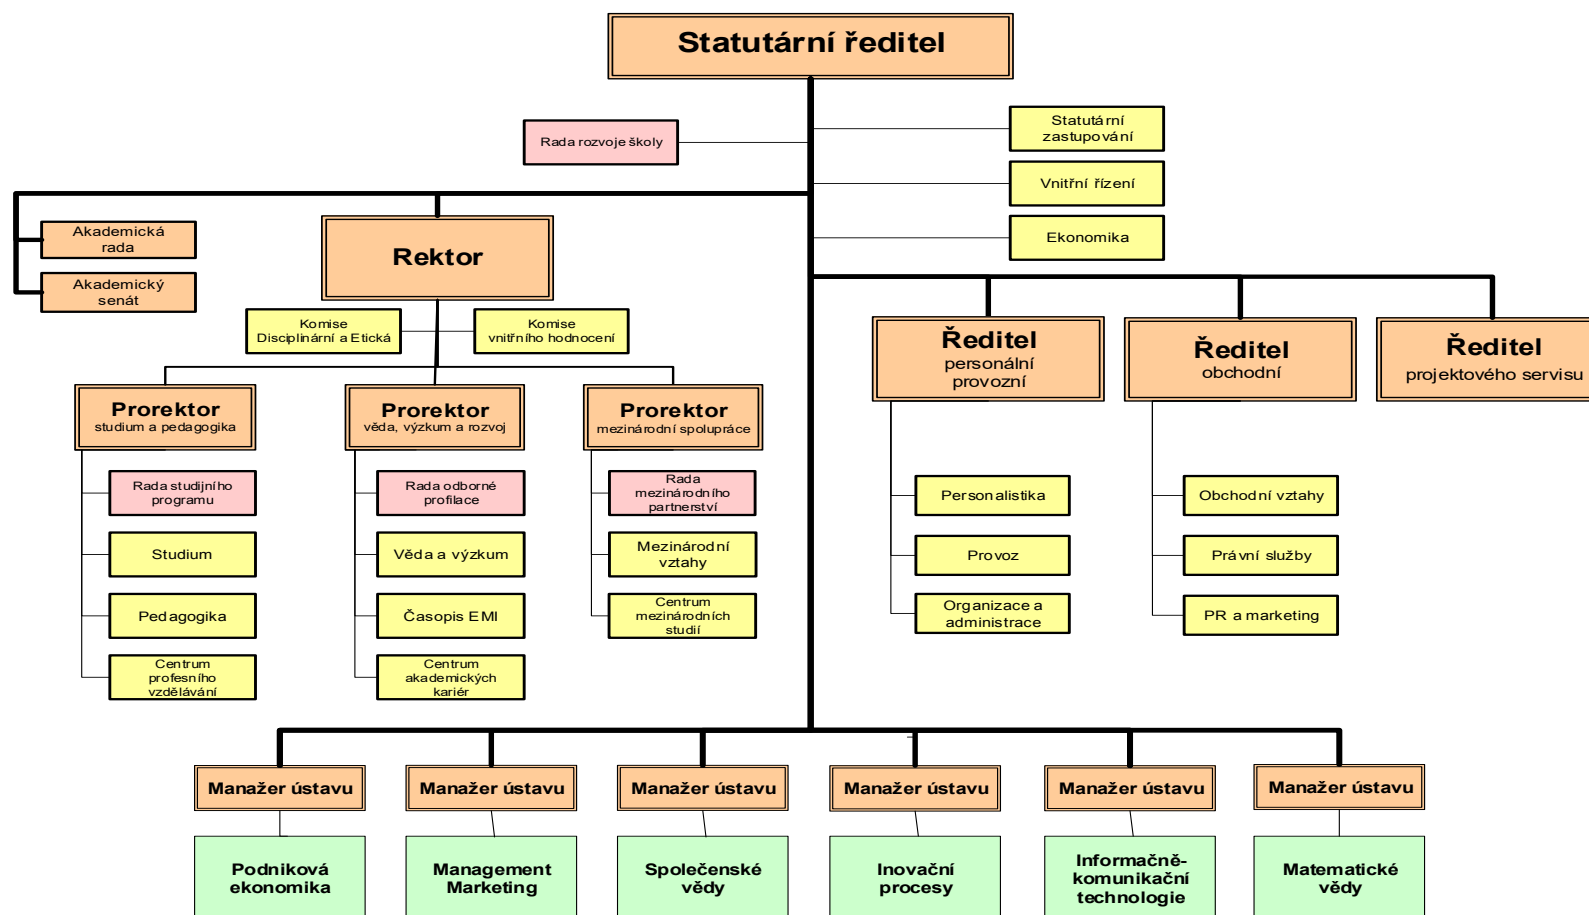 Statutární ředitel
Rada rozvoje školy
Statutární
zastupování
Vnitřní řízení
Ekonomika
Akademická
rada
Akademický
senát
Rektor
Komise
Disciplinární a Etická
Komise
vnitřního hodnocení
Ředitel
personální
provozní
Ředitel
obchodní
Ředitel
projektového servisu
Prorektor
studium a pedagogika
Prorektor
věda, výzkum a rozvoj
Prorektor
mezinárodní spolupráce
Rada studijního
programu
Studium
Pedagogika
Centrum
profesního
vzdělávání
Rada odborné
profilace
Věda a výzkum
Časopis EMI
Centrum
akademických
kariér
Rada
mezinárodního
partnerství
Mezinárodní
vztahy
Centrum
mezinárodních
studií
Personalistika
Provoz
Organizace a
administrace
Obchodní vztahy
Právní služby
PR a marketing
Manažer ústavu
Manažer ústavu
Manažer ústavu
Manažer ústavu
Manažer ústavu
Manažer ústavu
Podniková
ekonomika
Management
Marketing
Společenské
vědy
Inovační
procesy
Informačně-
komunikační
technologie
Matematické
vědy